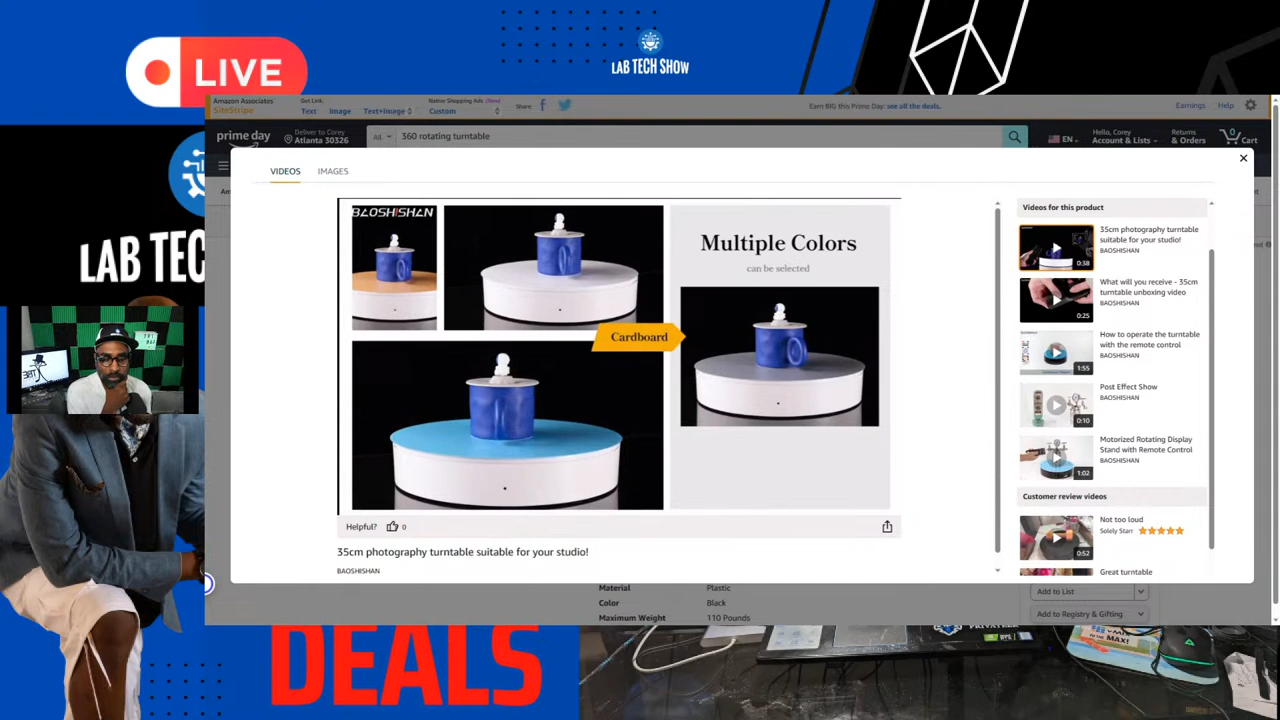 LIVE
LAB TECH SHOW
Amazon Associates
SiteStripe
Get Link:
Text
Image
Text+Image
Native Shopping Ads (New)
Custom
Share:
Earn BIG this Prime Day: see all the deals.
Earnings
Help
prime day
Deliver to Corey
Atlanta 30326
All
360 rotating turntable
EN
Hello, Corey
Account & Lists
Returns
& Orders
0
Cart
VIDEOS
IMAGES
BAOSHISHAN
Multiple Colors
can be selected
Cardboard
Helpful?
0
35cm photography turntable suitable for your studio!
BAOSHISHAN
Videos for this product
0:38
35cm photography turntable
suitable for your studio!
BAOSHISHAN
0:25
What will you receive - 35cm
turntable unboxing video
BAOSHISHAN
1:55
How to operate the turntable
with the remote control
BAOSHISHAN
0:10
Post Effect Show
BAOSHISHAN
1:02
Motorized Rotating Display
Stand with Remote Control
BAOSHISHAN
Customer review videos
0:52
Not too loud
Solely Starr
Great turntable
Material Plastic
Color Black
Maximum Weight 110 Pounds
Add to List
Add to Registry & Gifting
LAB TEC
DEALS